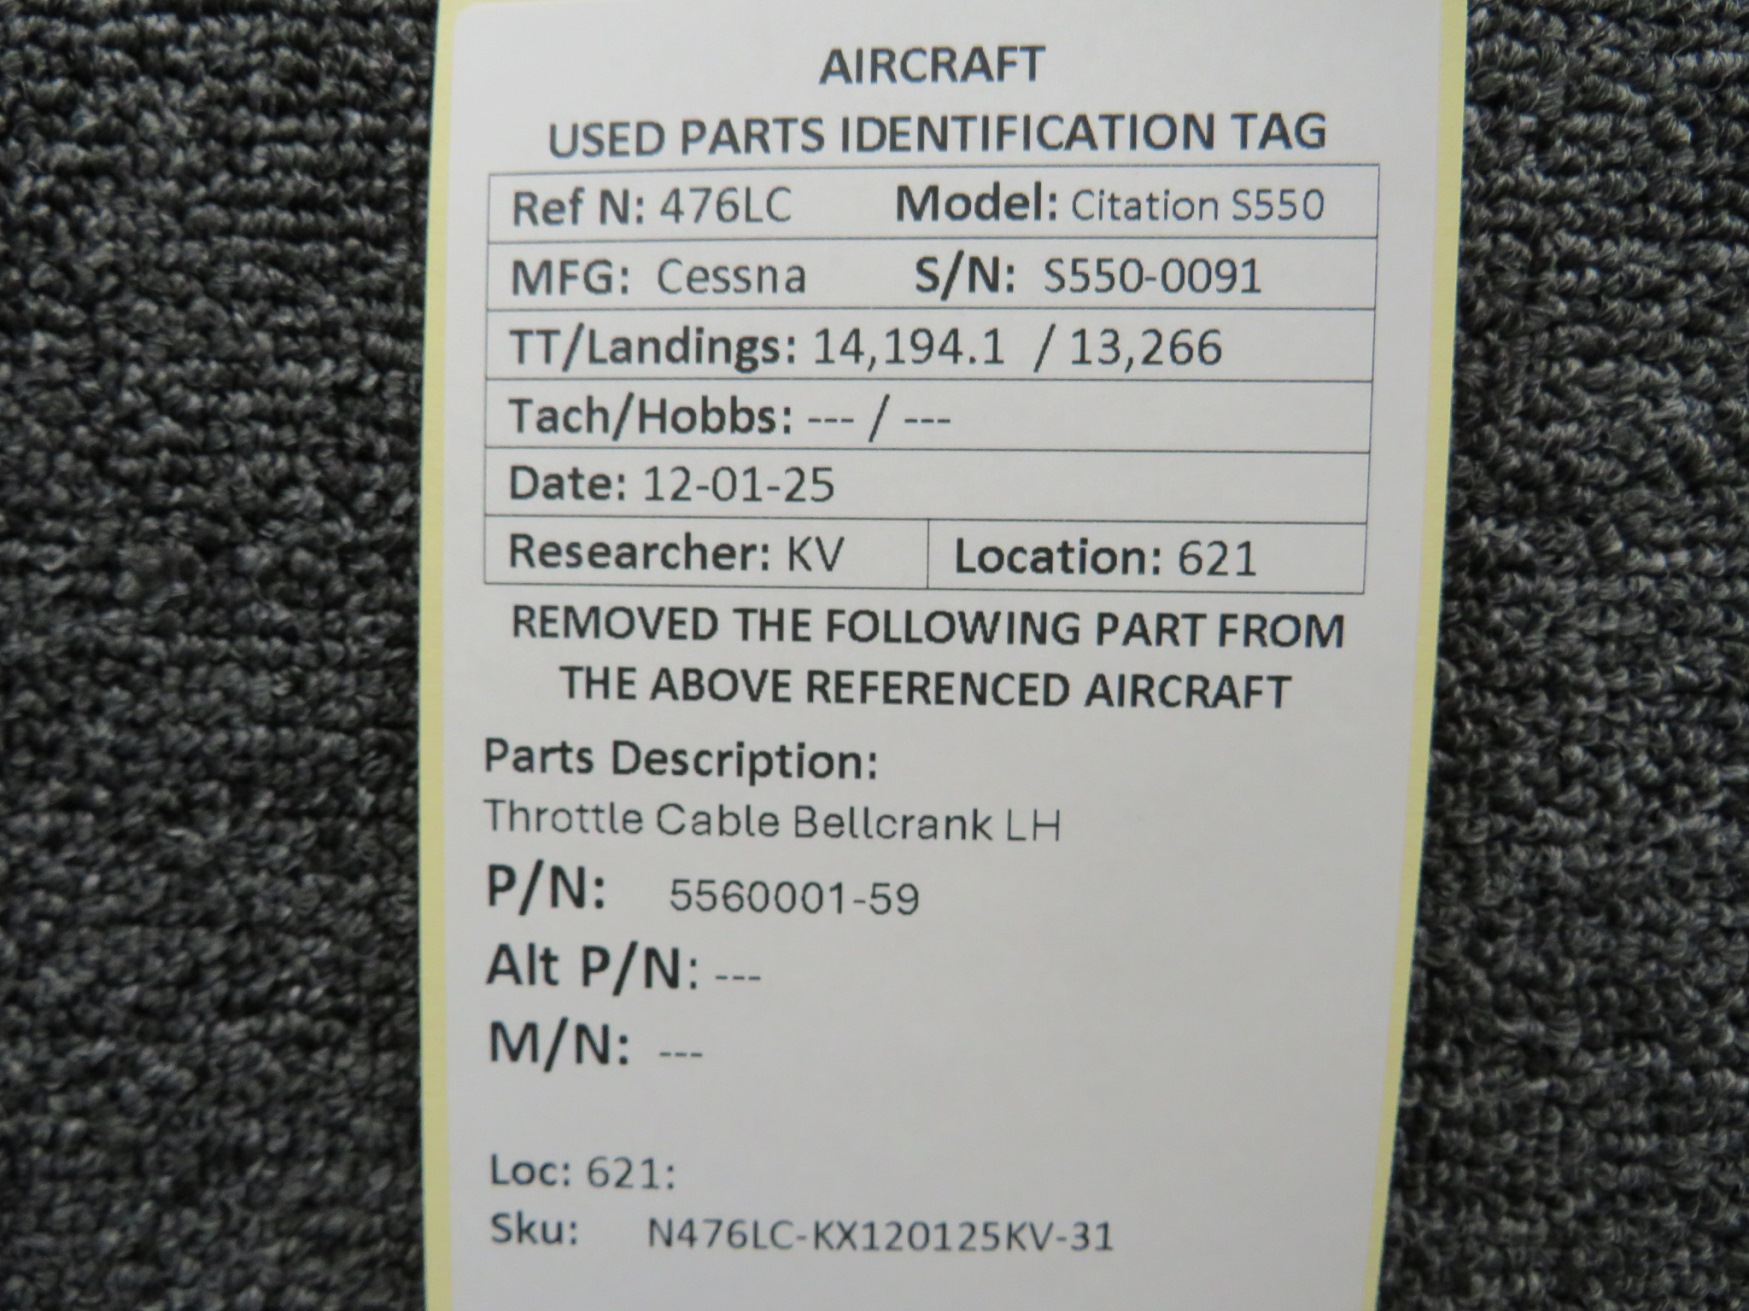 AIRCRAFT
USED PARTS IDENTIFICATION TAG
Ref N: 476LC Model: Citation S550
MFG: Cessna S/N: S550-0091
TT/Landings: 14,194.1 / 13,266
Tach/Hobbs: --- / ---
Date: 12-01-25
Researcher: KV Location: 621
REMOVED THE FOLLOWING PART FROM
THE ABOVE REFERENCED AIRCRAFT
Parts Description:
Throttle Cable Bellcrank LH
P/N: 5560001-59
Alt P/N: ---
M/N: ---
Loc: 621:
Sku: N476LC-KX120125KV-31